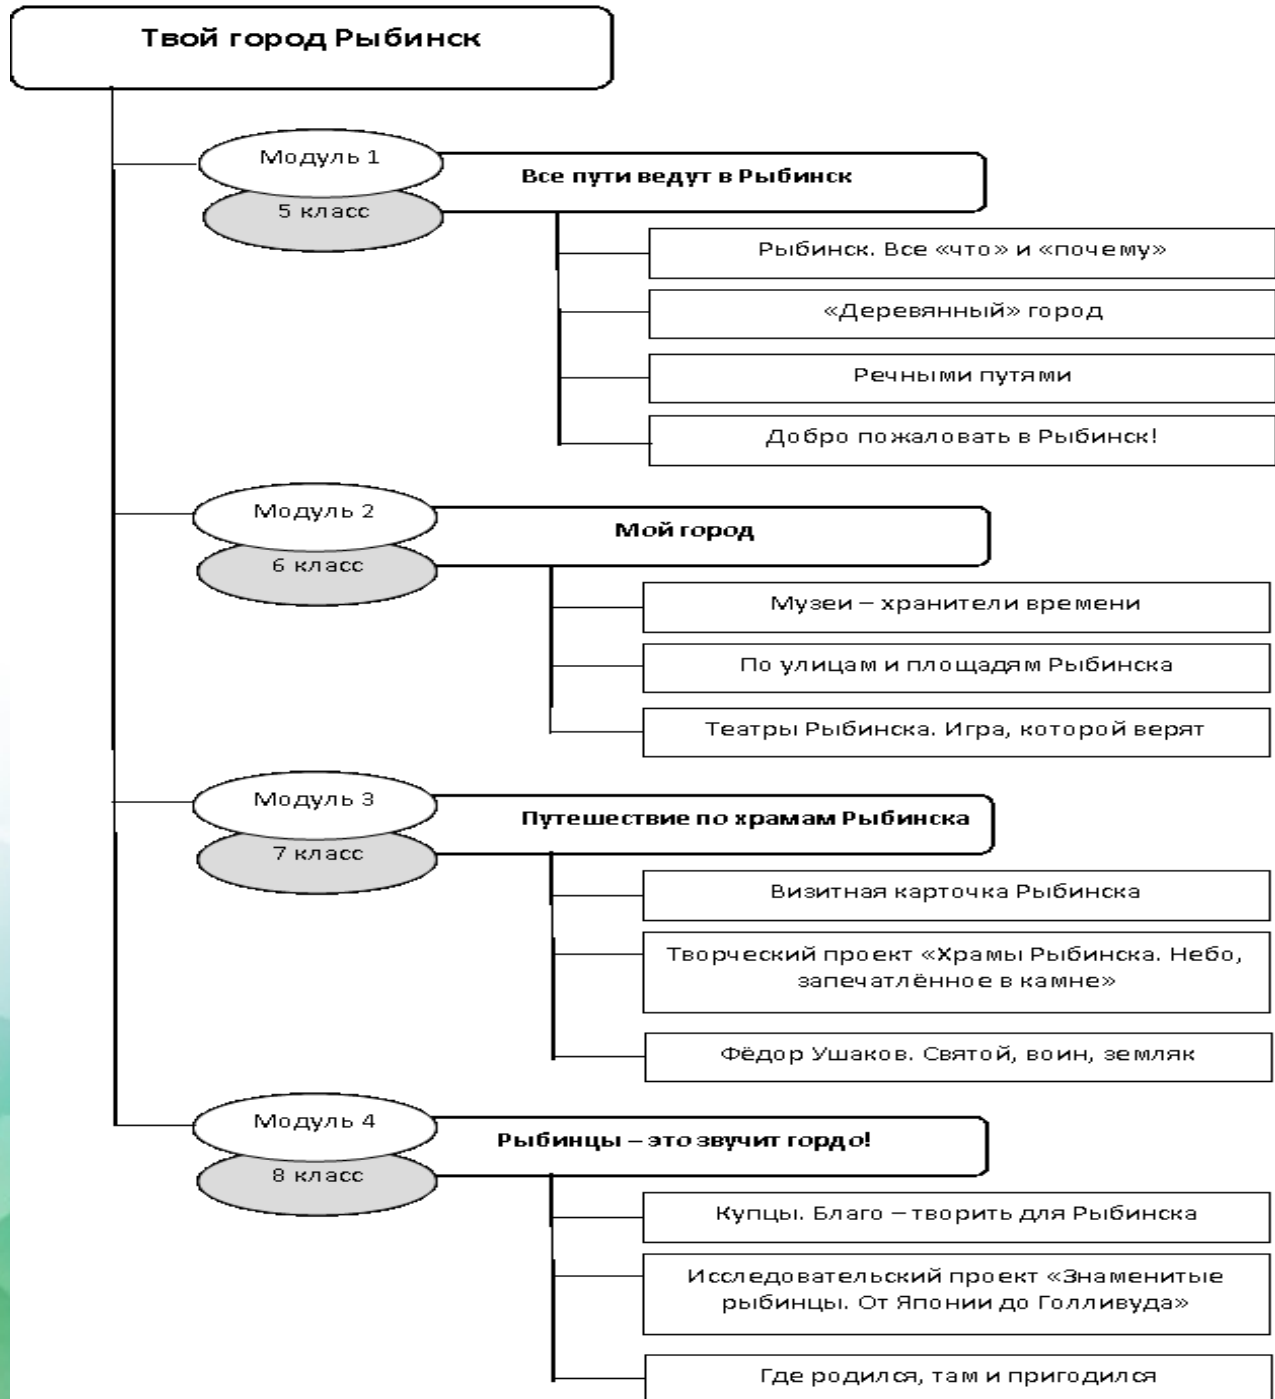 Твой город Рыбинск
Модуль 1
Все пути ведут в Рыбинск
5 класс
Рыбинск. Все «что» и «почему»
«Деревянный» город
Речными путями
Добро пожаловать в Рыбинск!
Модуль 2
Мой город
6 класс
Музеи – хранители времени
По улицам и площадям Рыбинска
Театры Рыбинска. Игра, которой верят
Модуль 3
Путешествие по храмам Рыбинска
7 класс
Визитная карточка Рыбинска
Творческий проект «Храмы Рыбинска. Небо,
запечатлённое в камне»
Фёдор Ушаков. Святой, воин, земляк
Модуль 4
Рыбинцы – это звучит гордо!
8 класс
Купцы. Благо – творить для Рыбинска
Исследовательский проект «Знаменитые
рыбинцы. От Японии до Голливуда»
Где родился, там и пригодился